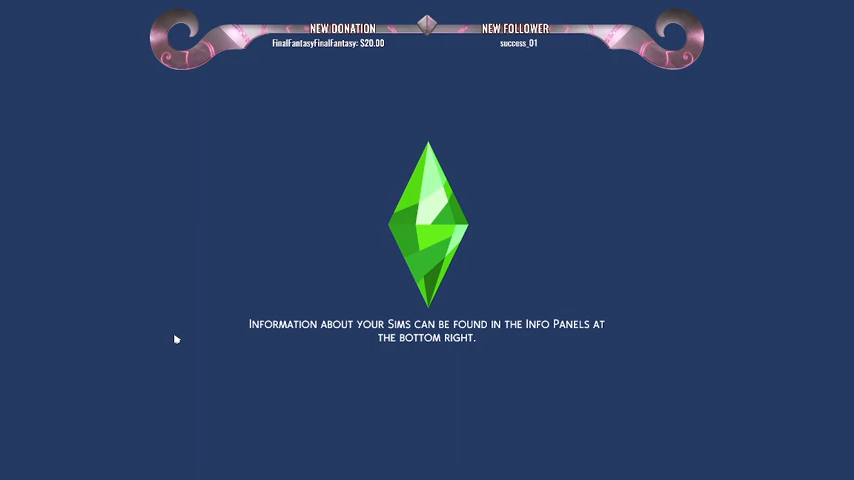 NEW DONATION NEW FOLLOWER
FinalFantasyFinalFantasy: $20.00 success_01
INFORMATION ABOUT YOUR SIMS CAN BE FOUND IN THE INFO PANELS AT
THE BOTTOM RIGHT.